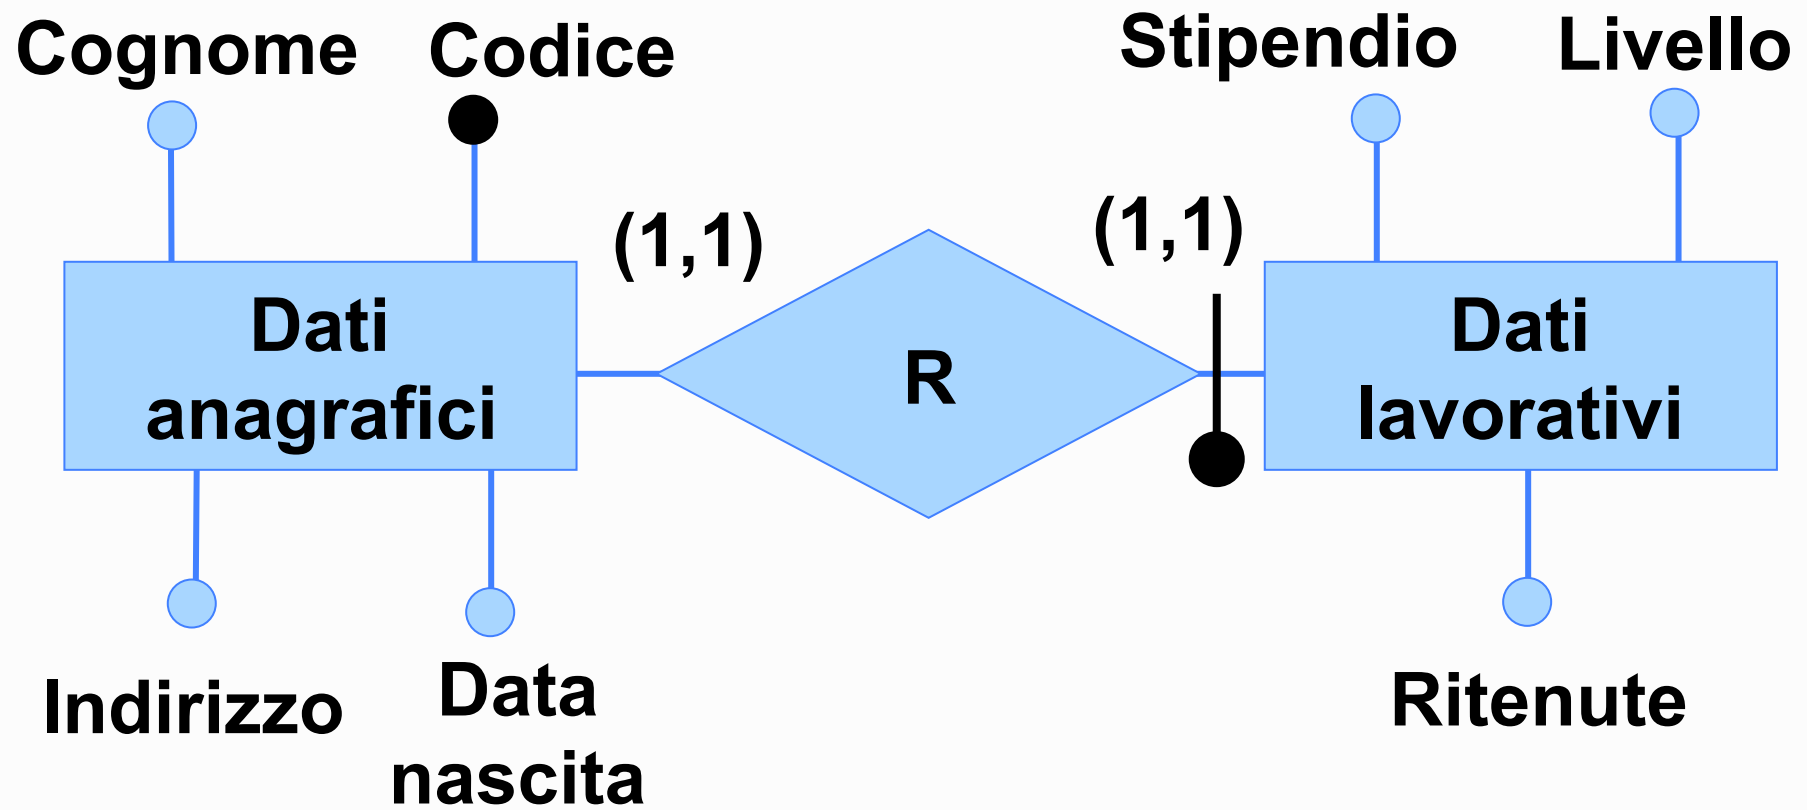 Cognome
Codice
Stipendio
Livello
(1,1)
(1,1)
Dati
anagrafici
R
Dati
lavorativi
Indirizzo
Data
nascita
Ritenute